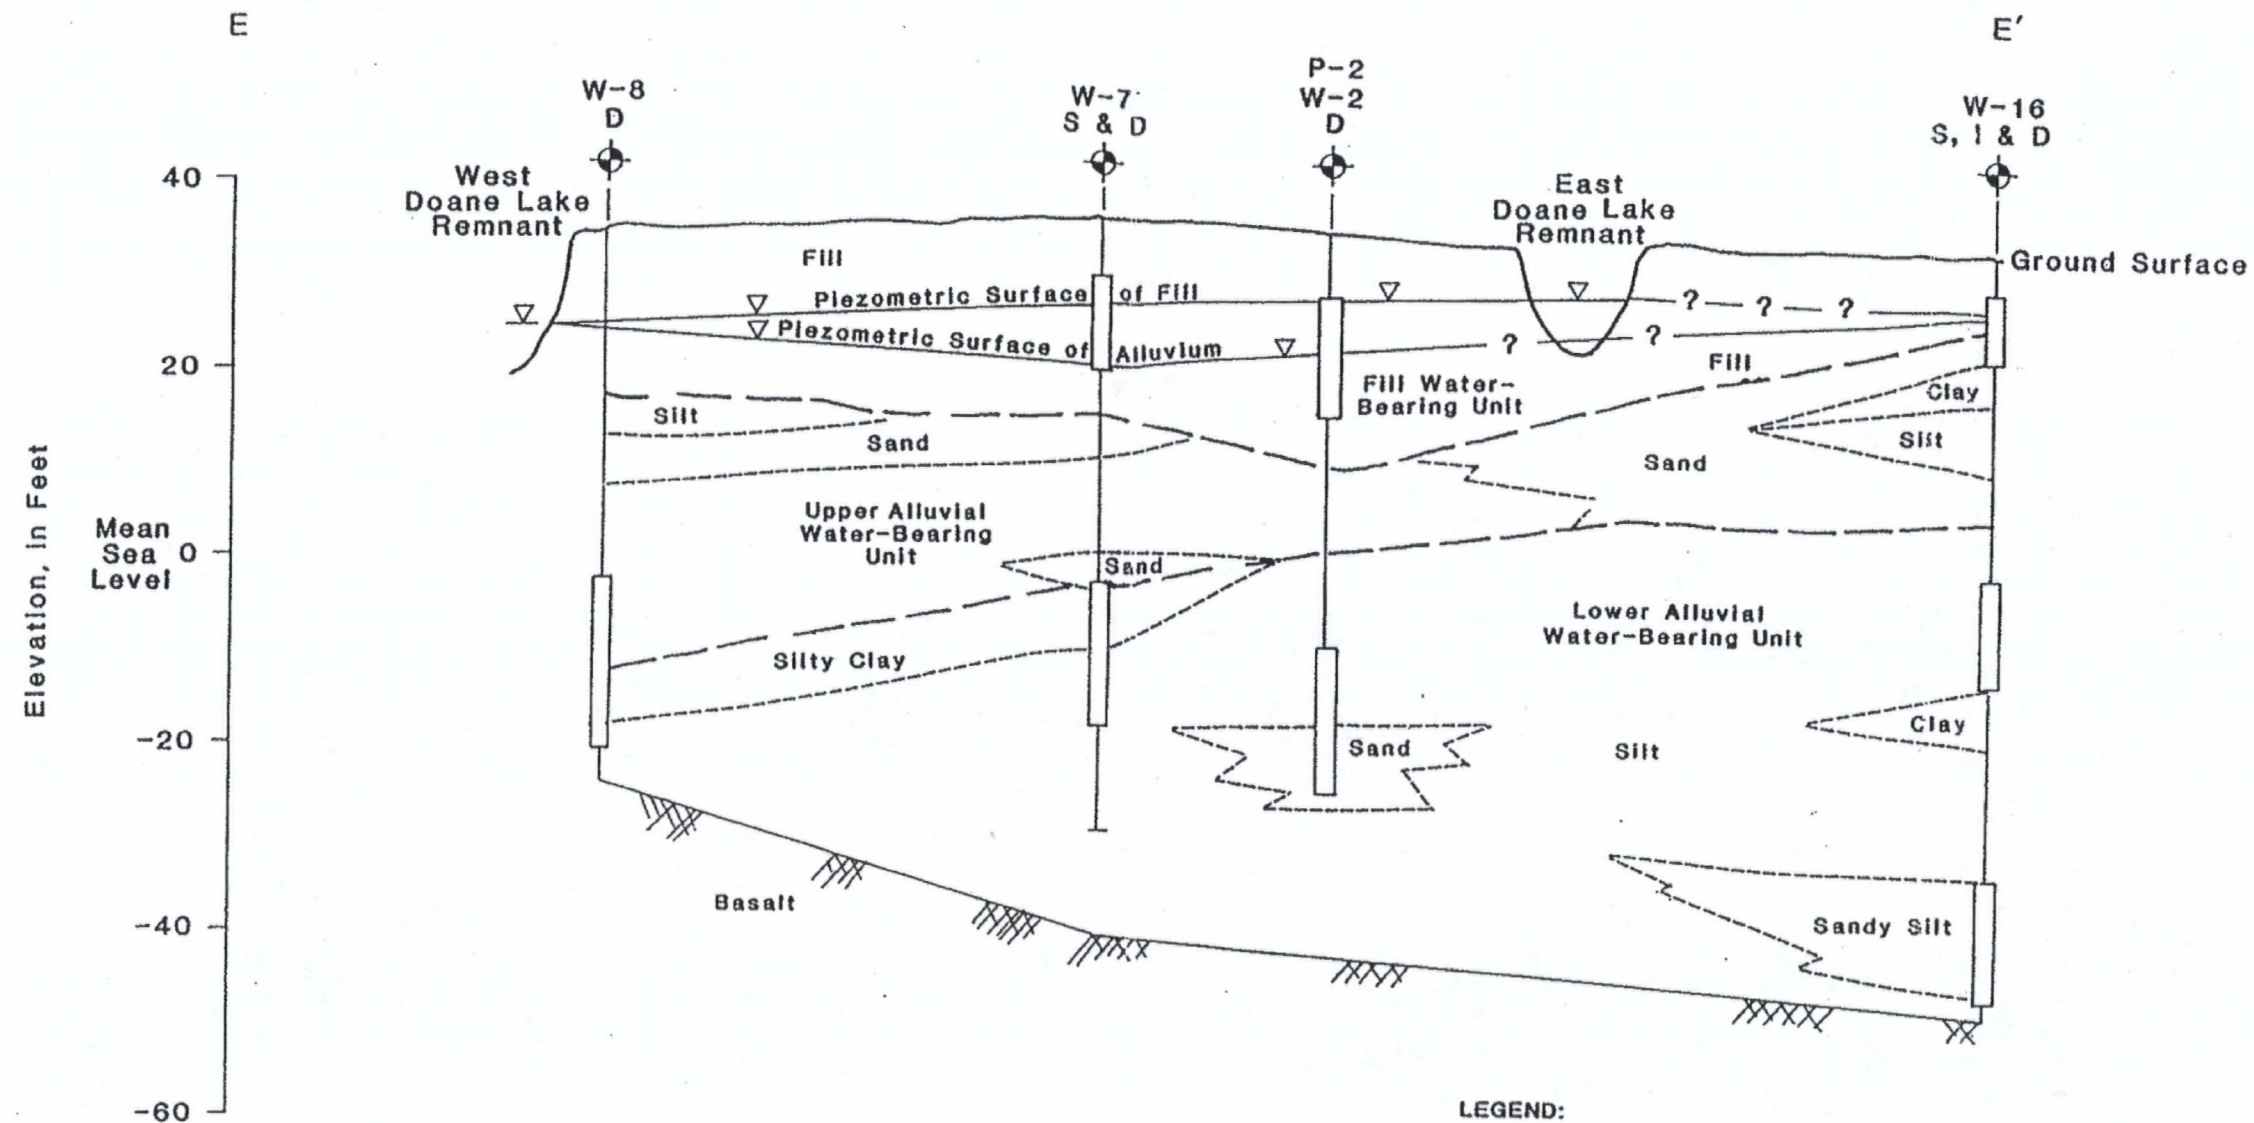 E
E'
W-8
D
W-7
S & D
P-2
W-2
D
W-16
S, I & D
West
Doane Lake
Remnant
East
Doane Lake
Remnant
Ground Surface
Fill
Piezometric Surface of Fill
? ? ?
Piezometric Surface of Alluvium
? ?
Fill
Fill Water-
Bearing Unit
Clay
Silt
Silt
Sand
Sand
Upper Alluvial
Water-Bearing
Unit
Sand
Silty Clay
Lower Alluvial
Water-Bearing Unit
Sand
Silt
Clay
Basalt
Sandy Silt
Elevation, in Feet
Mean
Sea
Level
40
20
0
-20
-40
-60
LEGEND: